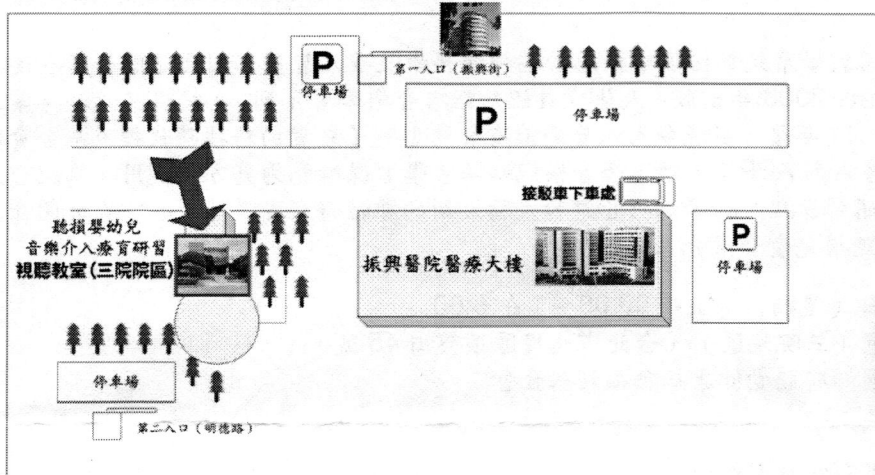 P
停車場
第一入口（振興街）
P
停車場
接駁車下車處
聽損嬰幼兒
音樂介入療育研習
視聽教室(三院院區)
振興醫院醫療大樓
P
停車場
停車場
第二入口（明德路）